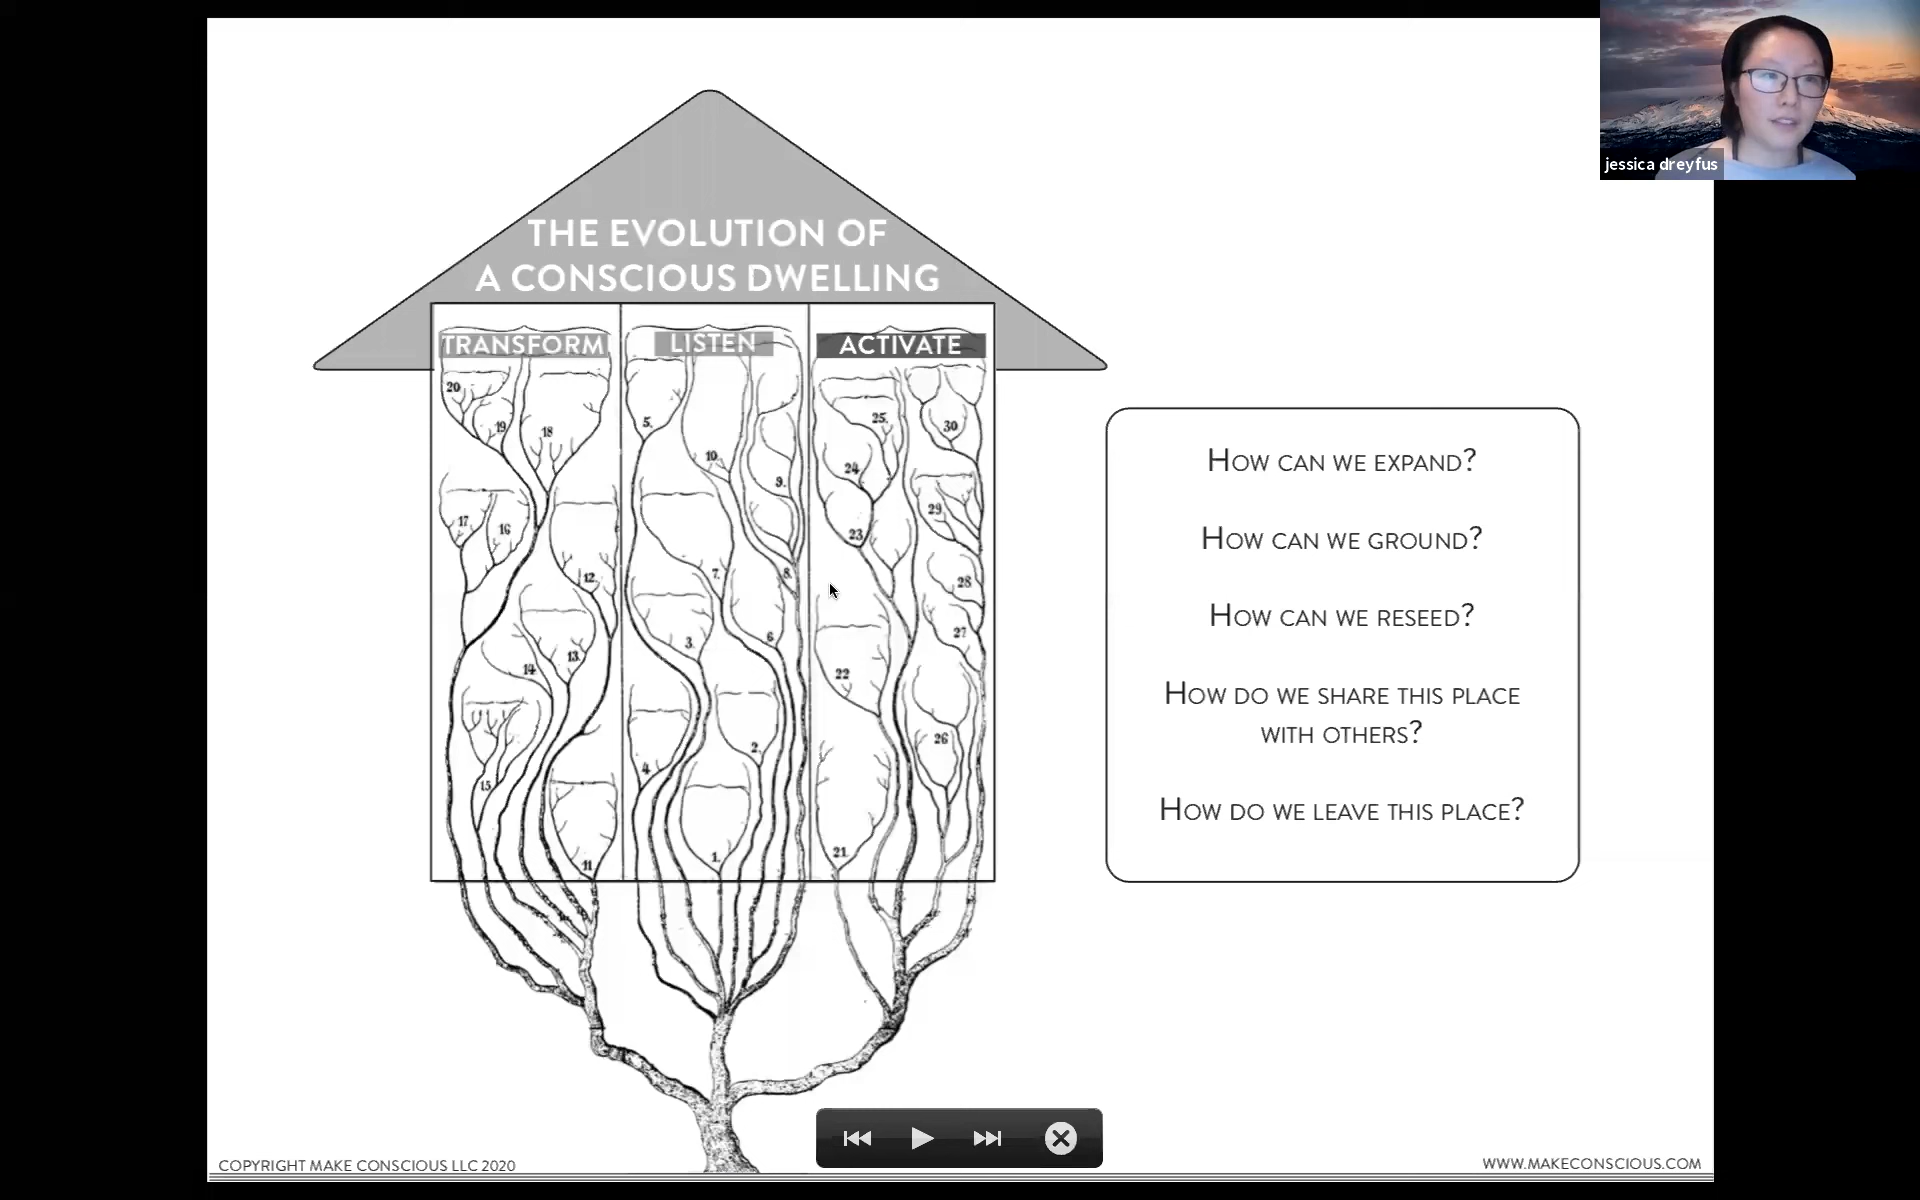 jessica dreyfus
THE EVOLUTION OF
A CONSCIOUS DWELLING
TRANSFORM
LISTEN
ACTIVATE
20
19
18
17
16
12.
14
13.
15
11
5.
10.
9.
7.
8.
3.
6
4
2.
1.
25.
30
24
29
23
28
27
22
26
21
HOW CAN WE EXPAND?
HOW CAN WE GROUND?
HOW CAN WE RESEED?
HOW DO WE SHARE THIS PLACE
WITH OTHERS?
HOW DO WE LEAVE THIS PLACE?
COPYRIGHT MAKE CONSCIOUS LLC 2020
WWW.MAKECONSCIOUS.COM